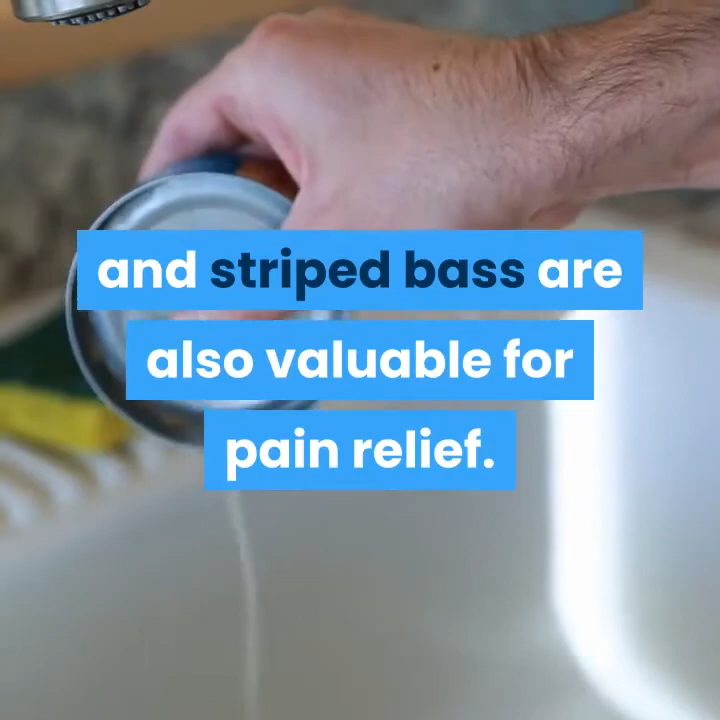 and striped bass are
also valuable for
pain relief.